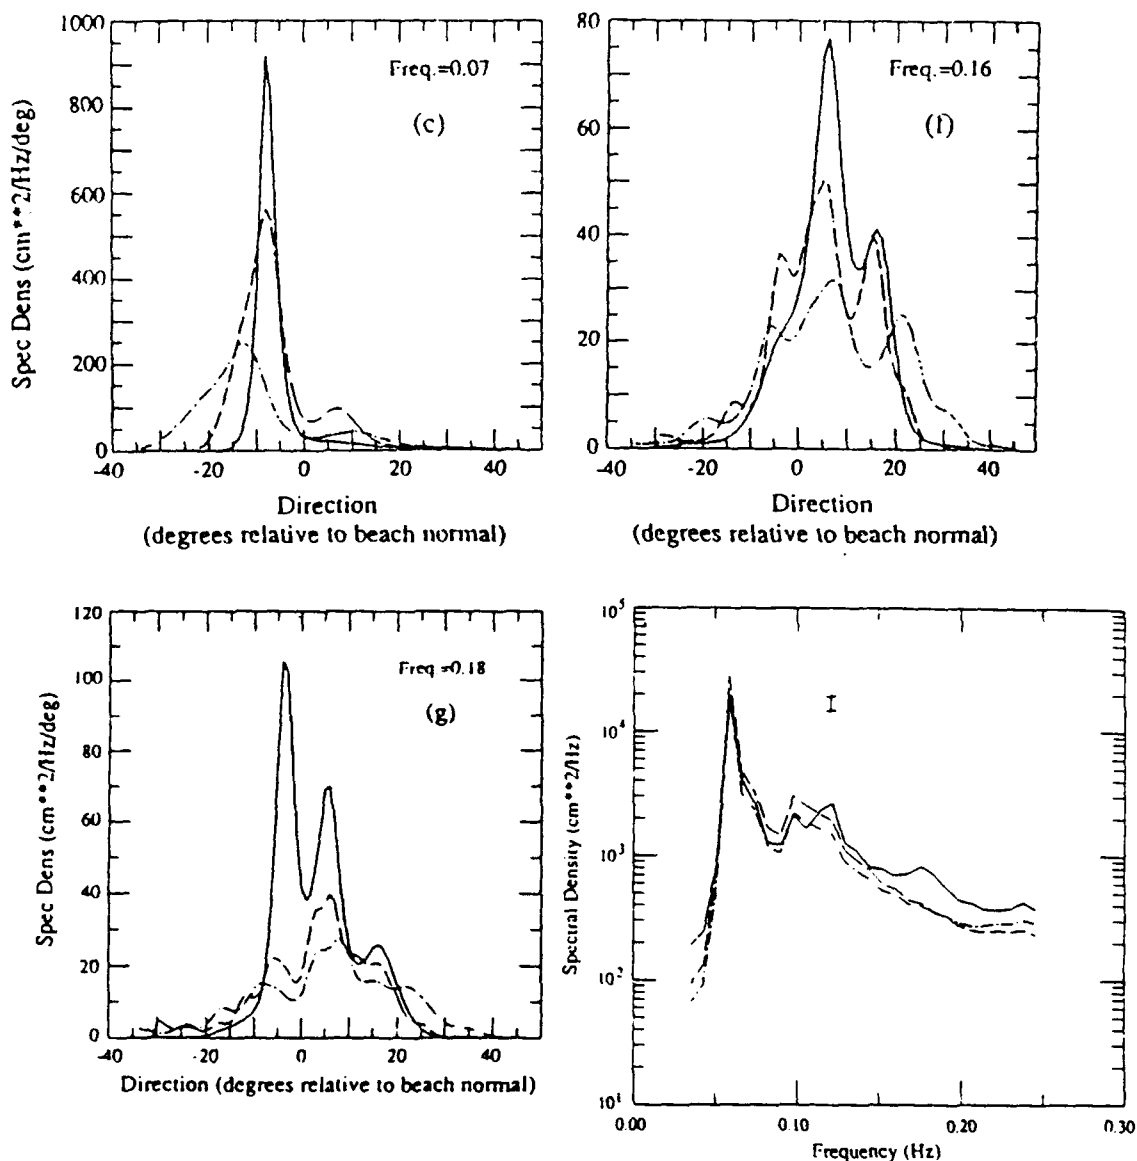 1000
800
600
400
200
0
-40
-20
0
20
40
Spec Dens (cm**2/Hz/deg)
Freq.=0.07
(c)
Direction
(degrees relative to beach normal)
80
60
40
20
0
-40
-20
0
20
40
Freq.=0.16
(f)
Direction
(degrees relative to beach normal)
120
100
80
60
40
20
0
-40
-20
0
20
40
Spec Dens (cm**2/Hz/deg)
Freq.=0.18
(g)
Direction (degrees relative to beach normal)
10^5
10^4
10^3
10^2
10^1
0.00
0.10
0.20
0.30
Spectral Density (cm**2/Hz)
Frequency (Hz)